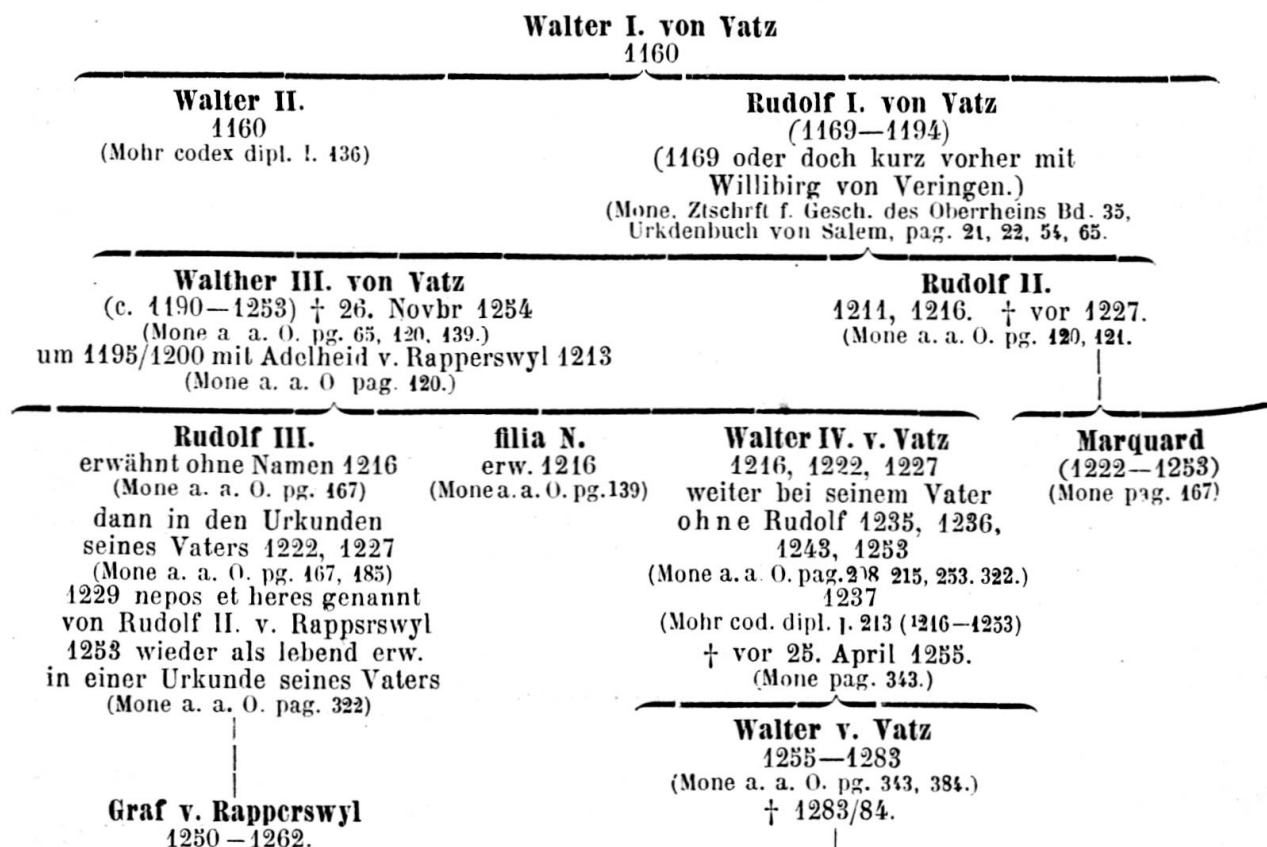 Walter I. von Vatz
1160
Walter II.
1160
(Mohr codex dipl. I. 136)
Rudolf I. von Vatz
(1169—1194)
(1169 oder doch kurz vorher mit
Willibirg von Veringen.)
(Mone. Ztschrft f. Gesch. des Oberrheins Bd. 35,
Urkdenbuch von Salem, pag. 21, 22, 54, 65.
Walther III. von Vatz
(c. 1190—1253) † 26. Novbr 1254
(Mone a a. O. pg. 65, 120, 139.)
um 1195/1200 mit Adelheid v. Rapperswyl 1213
(Mone a. a. O pag. 120.)
Rudolf II.
1211, 1216. † vor 1227.
(Mone a. a. O. pg. 120, 121.
Rudolf III.
erwähnt ohne Namen 1216
(Mone a. a. O. pg. 167)
dann in den Urkunden
seines Vaters 1222, 1227
(Mone a. a. O. pg. 167, 185)
1229 nepos et heres genannt
von Rudolf II. v. Rappsrswyl
1253 wieder als lebend erw.
in einer Urkunde seines Vaters
(Mone a. a. O. pag. 322)
Graf v. Rapperswyl
1250 – 1262.
filia N.
erw. 1216
(Mone a. a. O. pg. 139)
Walter IV. v. Vatz
1216, 1222, 1227
weiter bei seinem Vater
ohne Rudolf 1235, 1236,
1243, 1253
(Mone a. a. O. pag. 215, 253. 322.)
1237
(Mohr cod. dipl. 213 (1216—1253)
† vor 25. April 1255.
(Mone pag. 343.)
Walter v. Vatz
1255—1283
(Mone a. a. O. pg. 343, 384.)
† 1283/84.
Marquard
(1222—1253)
(Mone pag. 167)